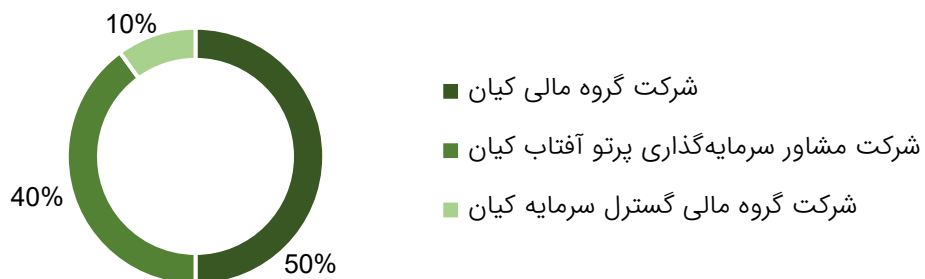 10%
40%
50%
شرکت گروه مالی کیان
شرکت مشاور سرمایه‌گذاری پرتو آفتاب کیان
شرکت گروه مالی گسترل سرمایه کیان